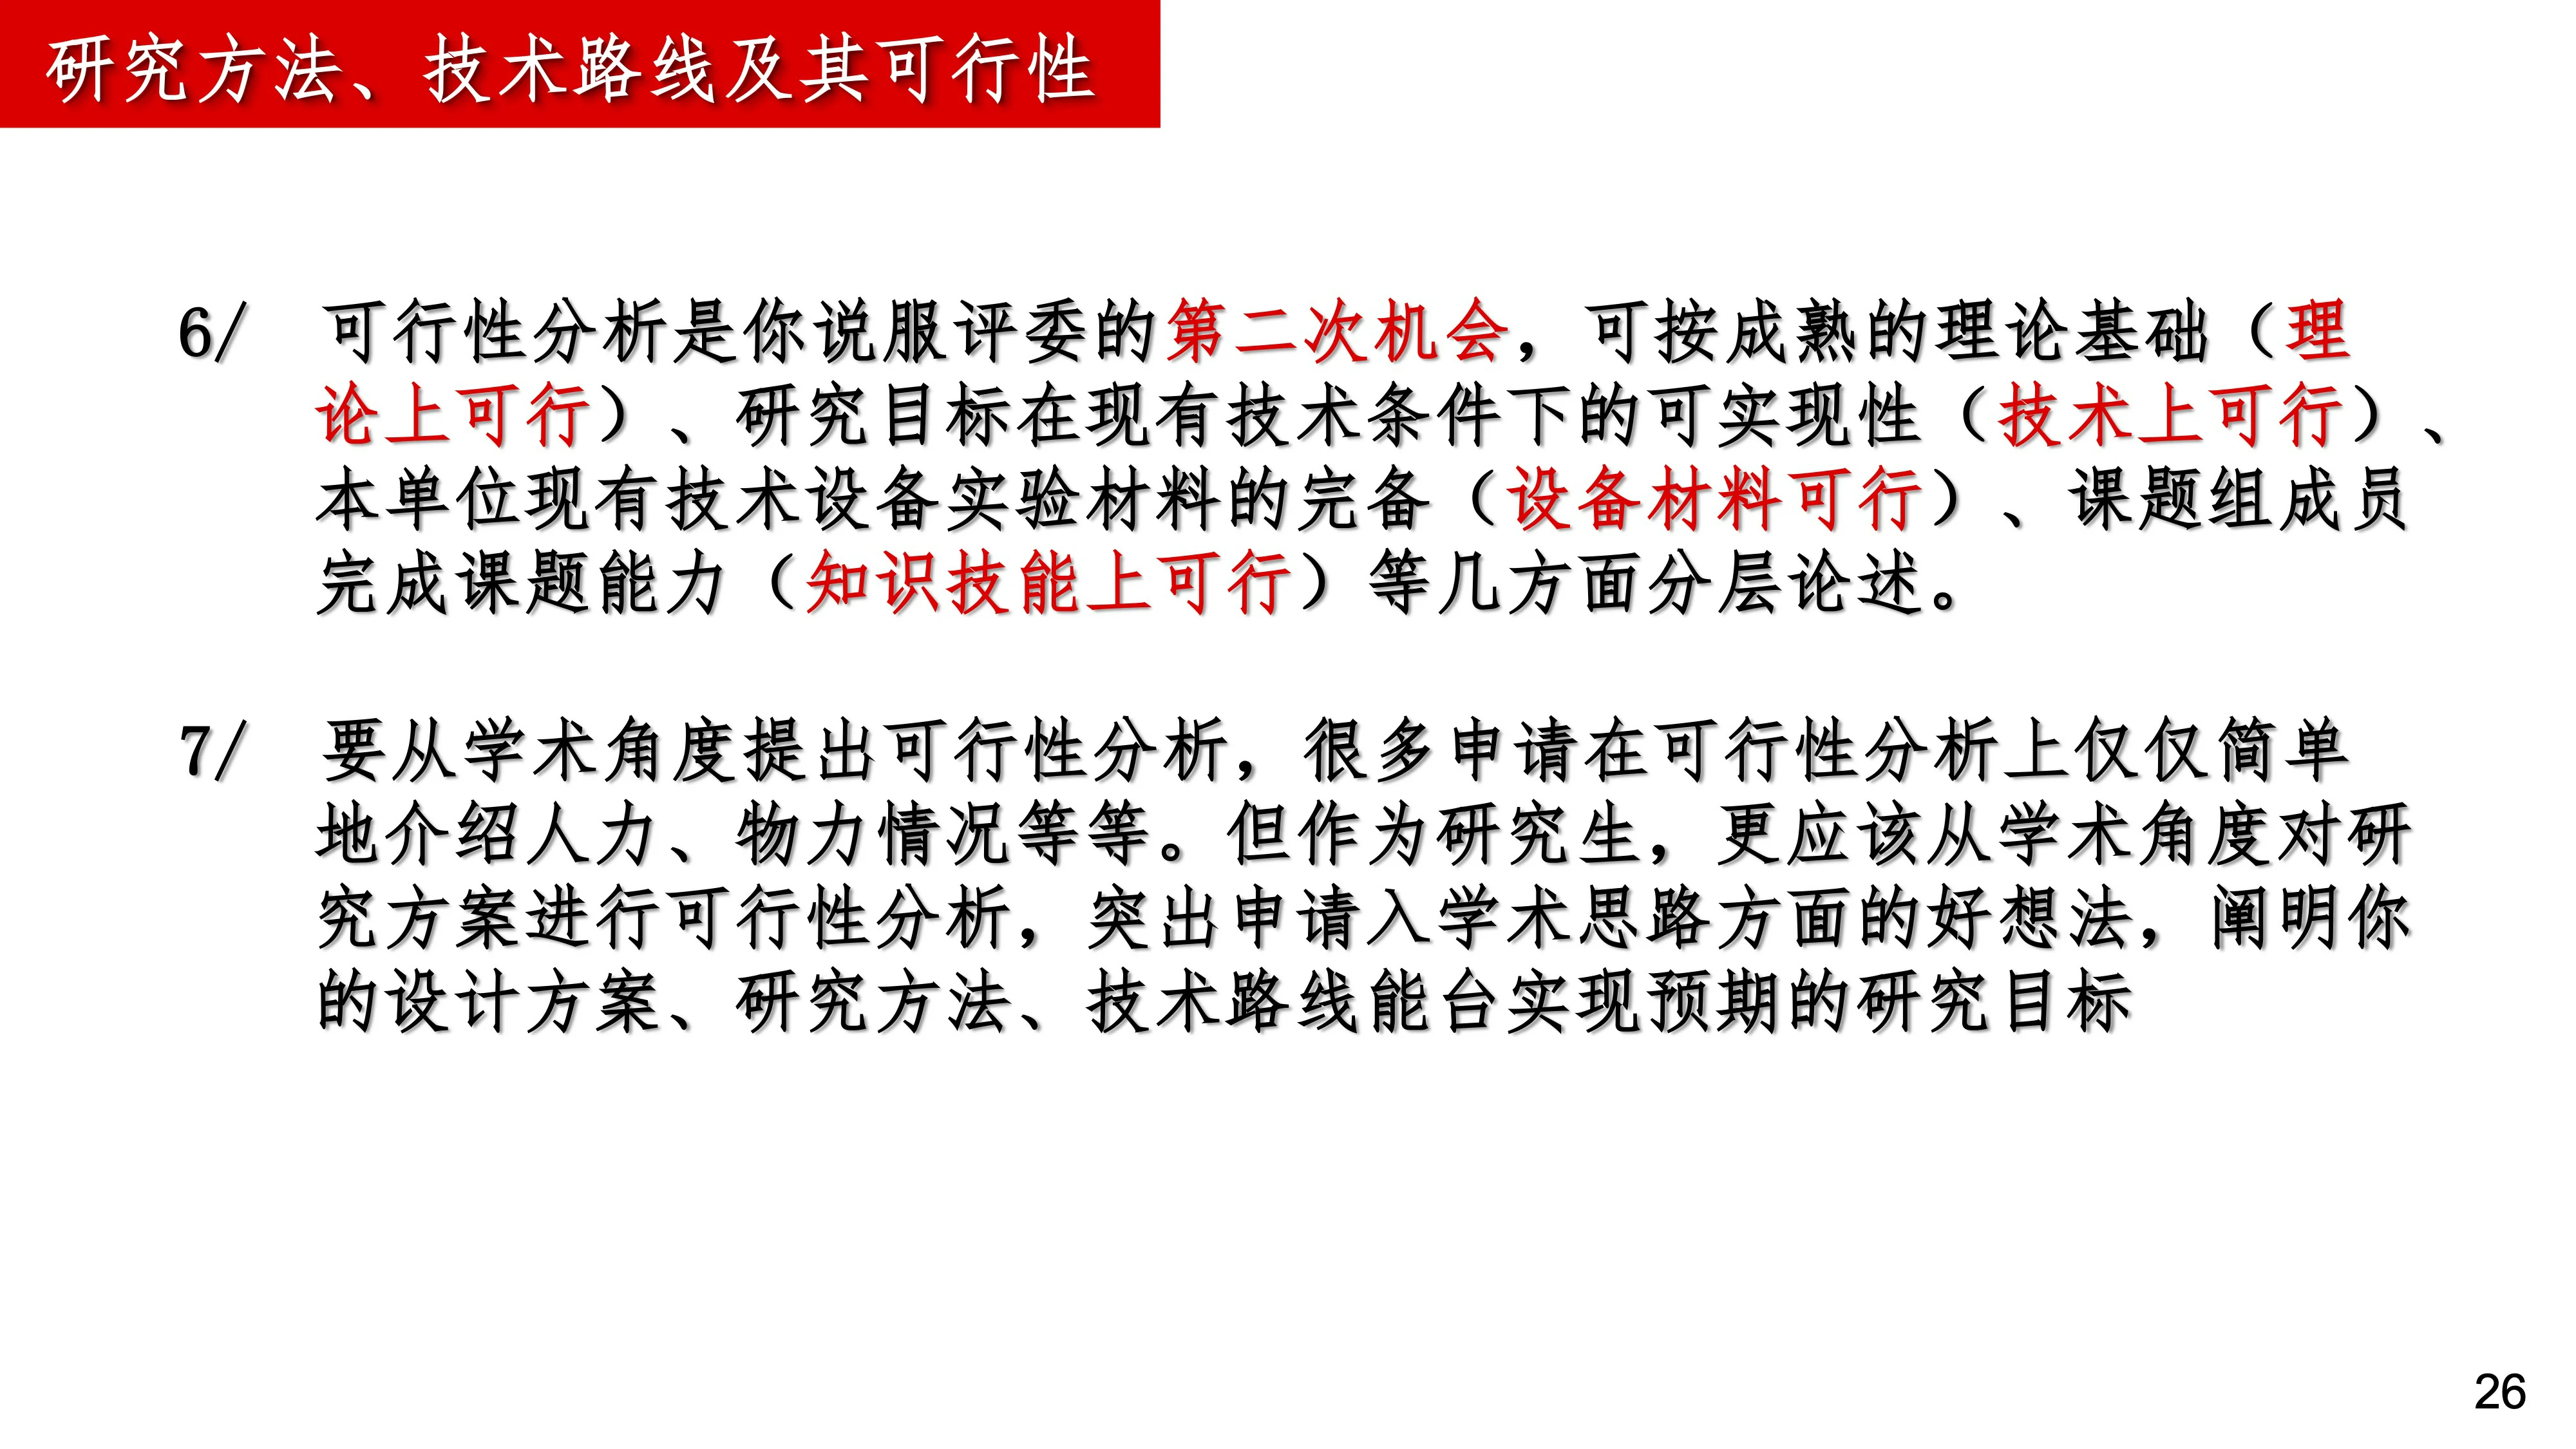 研究方法、技术路线及其可行性
6/ 可行性分析是你说服评委的第二次机会，可按成熟的理论基础（理
论上可行）、研究目标在现有技术条件下的可实现性（技术上可行）、
本单位现有技术设备实验材料的完备（设备材料可行）、课题组成员
完成课题能力（知识技能上可行）等几方面分层论述。
7/ 要从学术角度提出可行性分析，很多申请在可行性分析上仅仅简单
地介绍人力、物力情况等等。但作为研究生，更应该从学术角度对研
究方案进行可行性分析，突出申请入学术思路方面的好想法，阐明你
的设计方案、研究方法、技术路线能台实现预期的研究目标
26